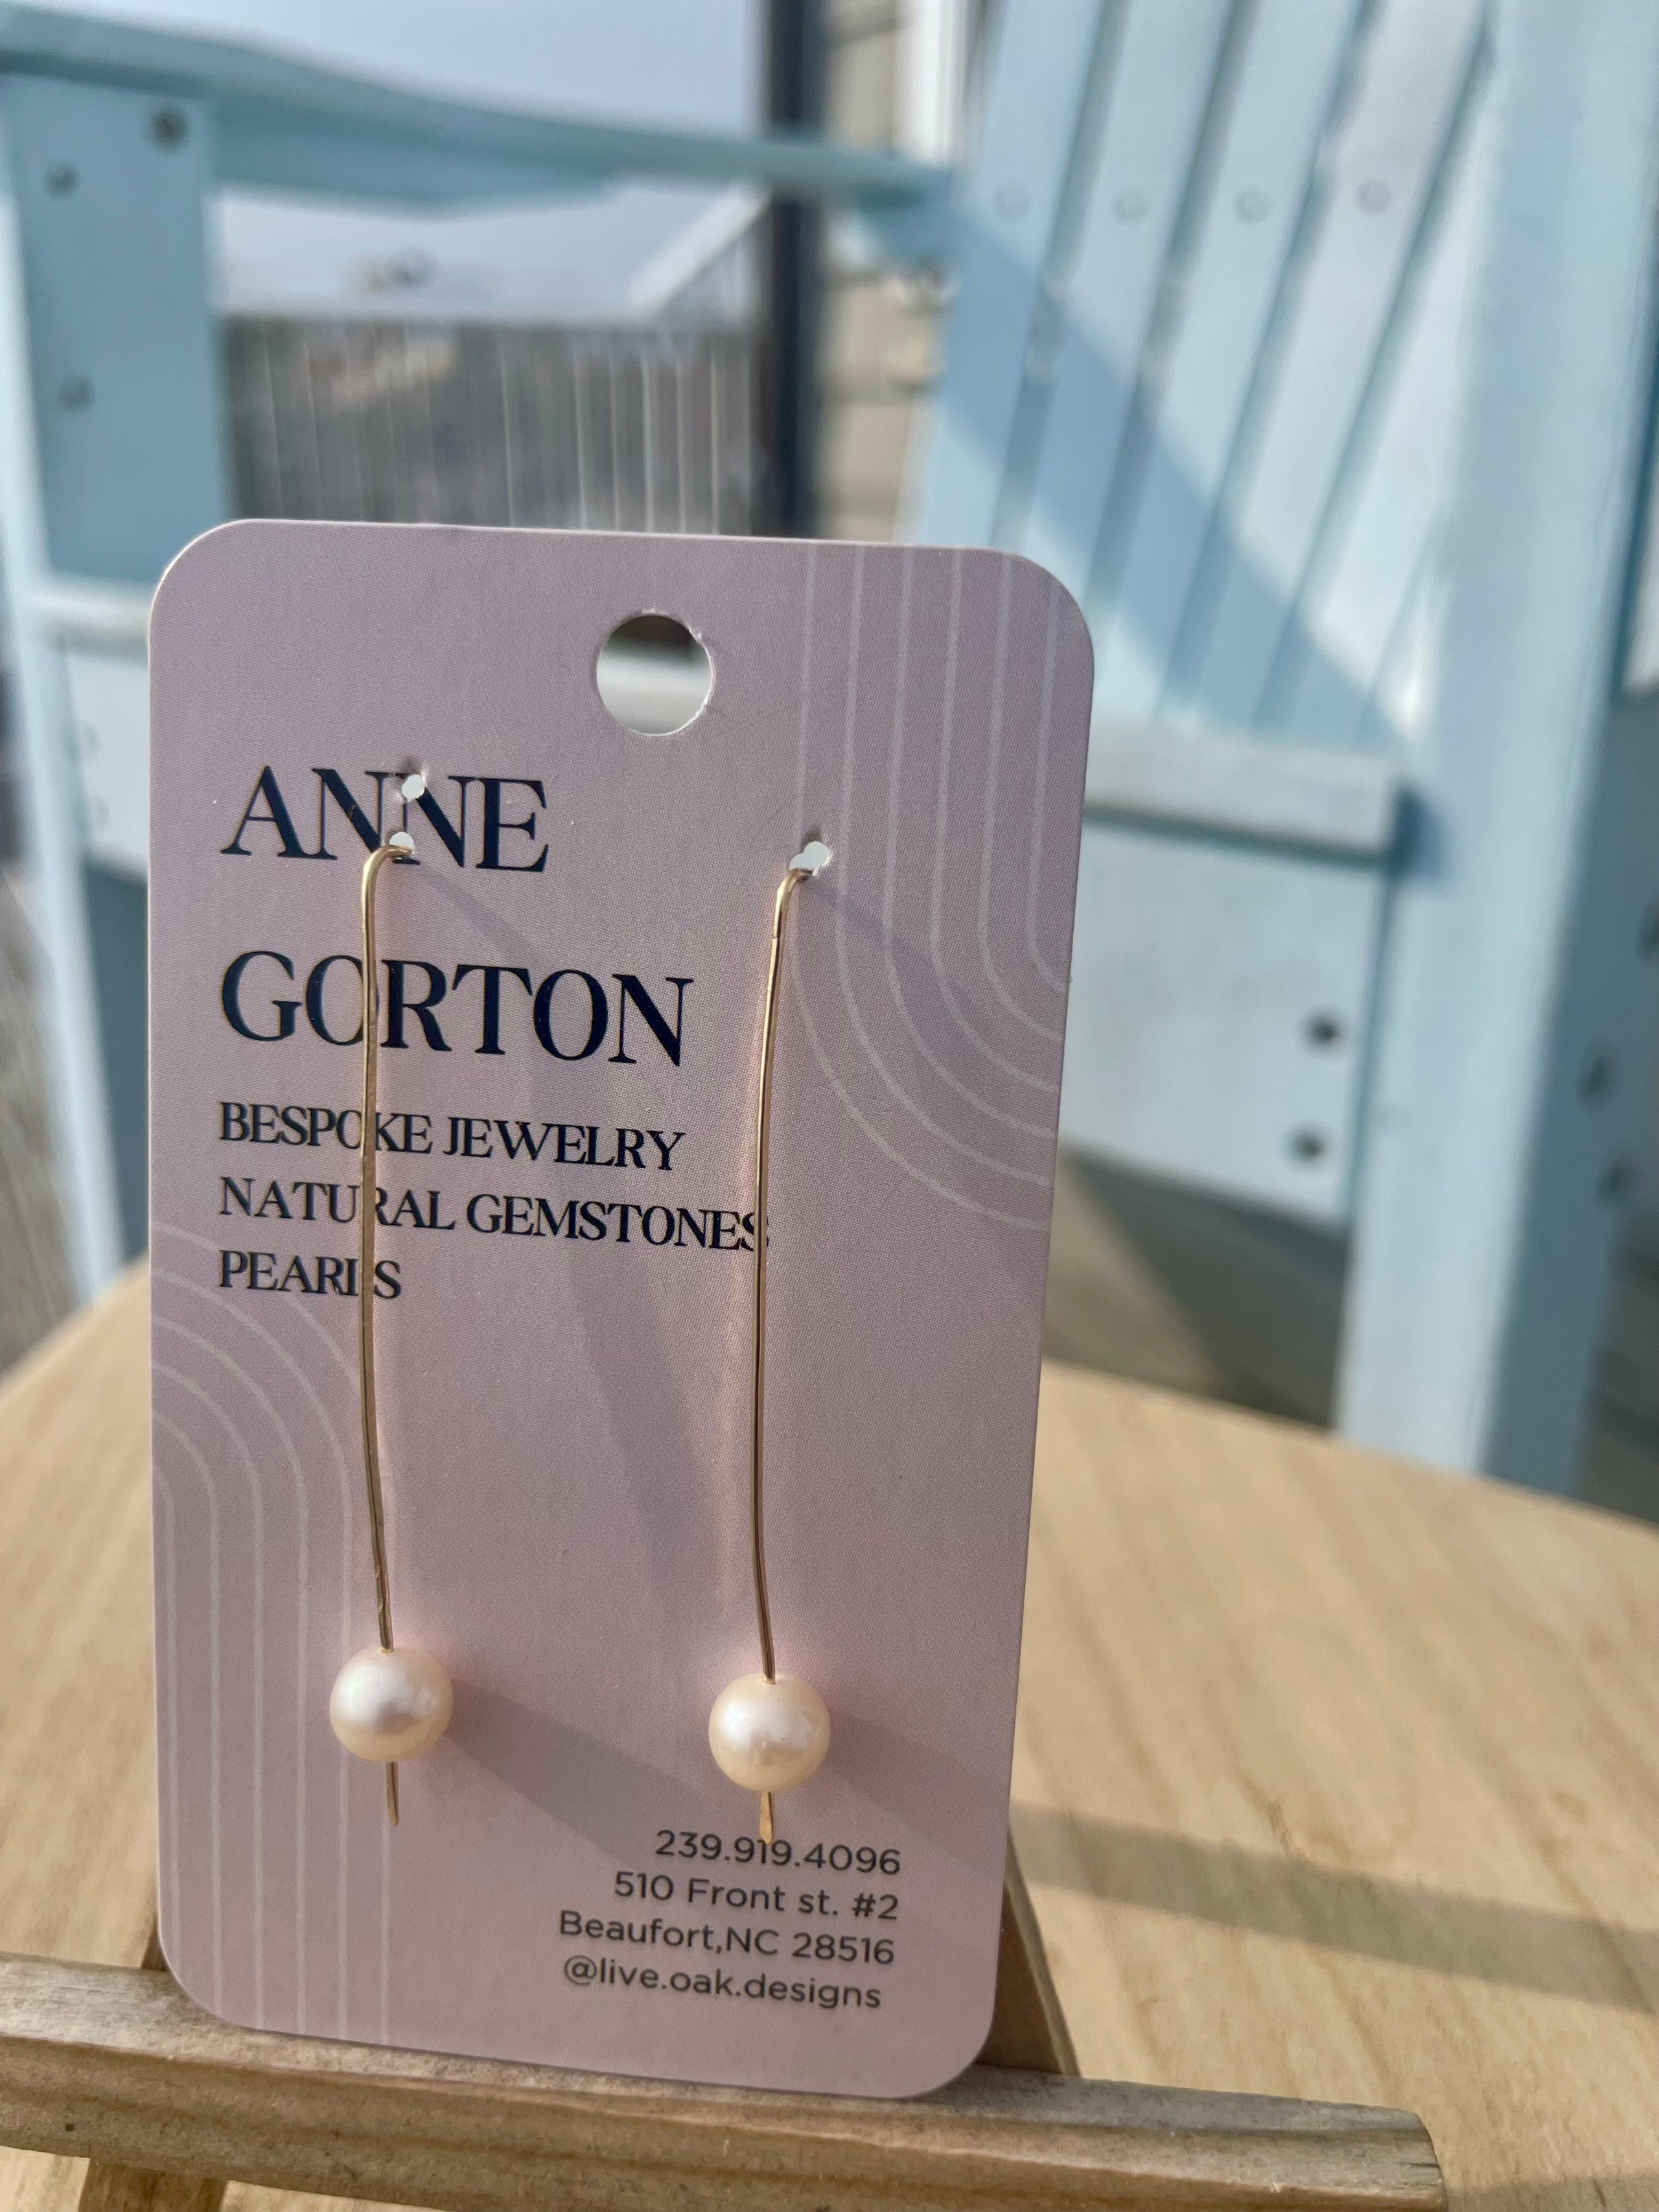 ANNE
GORTON
BESPOKE JEWELRY
NATURAL GEMSTONES
PEARLS
239.919.4096
510 Front st. #2
Beaufort,NC 28516
@live.oak.designs